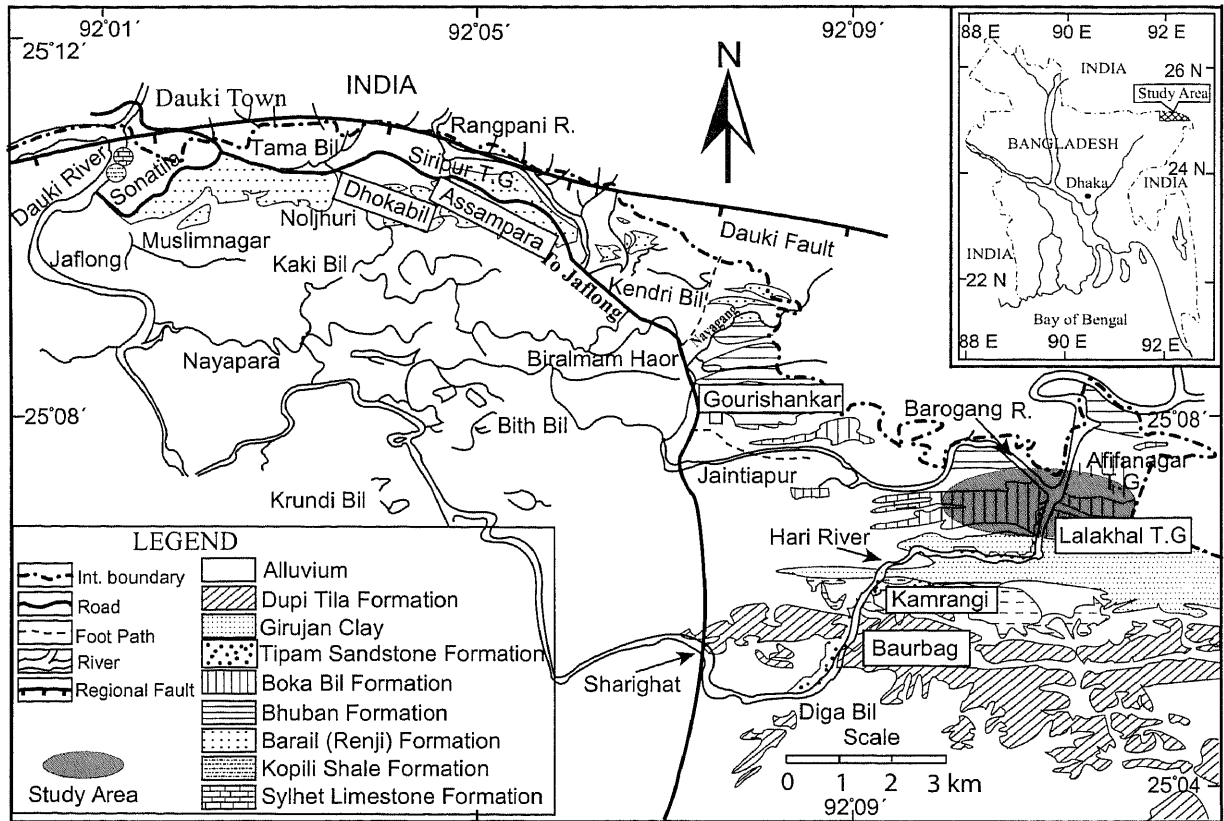 92°01´
92°05´
92°09´
25°12´
N
INDIA
Dauki Town
Rangpani R.
Tama Bil
Siripur T.G.
Dauki River
Sonatila
Dhokabil
Assampara
Noljhuri
Muslimnagar
Jaflong
Kaki Bil
To Jaflong
Kendri Bil
Dauki Fault
Nayagang
Nayapara
Biralmam Haor
Gourishankar
25°08´
Bith Bil
Barogang R.
25°08´
Jaintiapur
Afifanagar
T.G.
Krundi Bil
Hari River
Lalakhal T.G
Kamrangi
Baurbag
Sharighat
Diga Bil
Scale
0 1 2 3 km
92°09´
25°04´
88 E
90 E
92 E
INDIA
26 N
Study Area
BANGLADESH
24 N
Dhaka
INDIA
INDIA
22 N
Bay of Bengal
88 E
90 E
92 E
LEGEND
Int. boundary
Road
Foot Path
River
Regional Fault
Study Area
Alluvium
Dupi Tila Formation
Girujan Clay
Tipam Sandstone Formation
Boka Bil Formation
Bhuban Formation
Barail (Renji) Formation
Kopili Shale Formation
Sylhet Limestone Formation